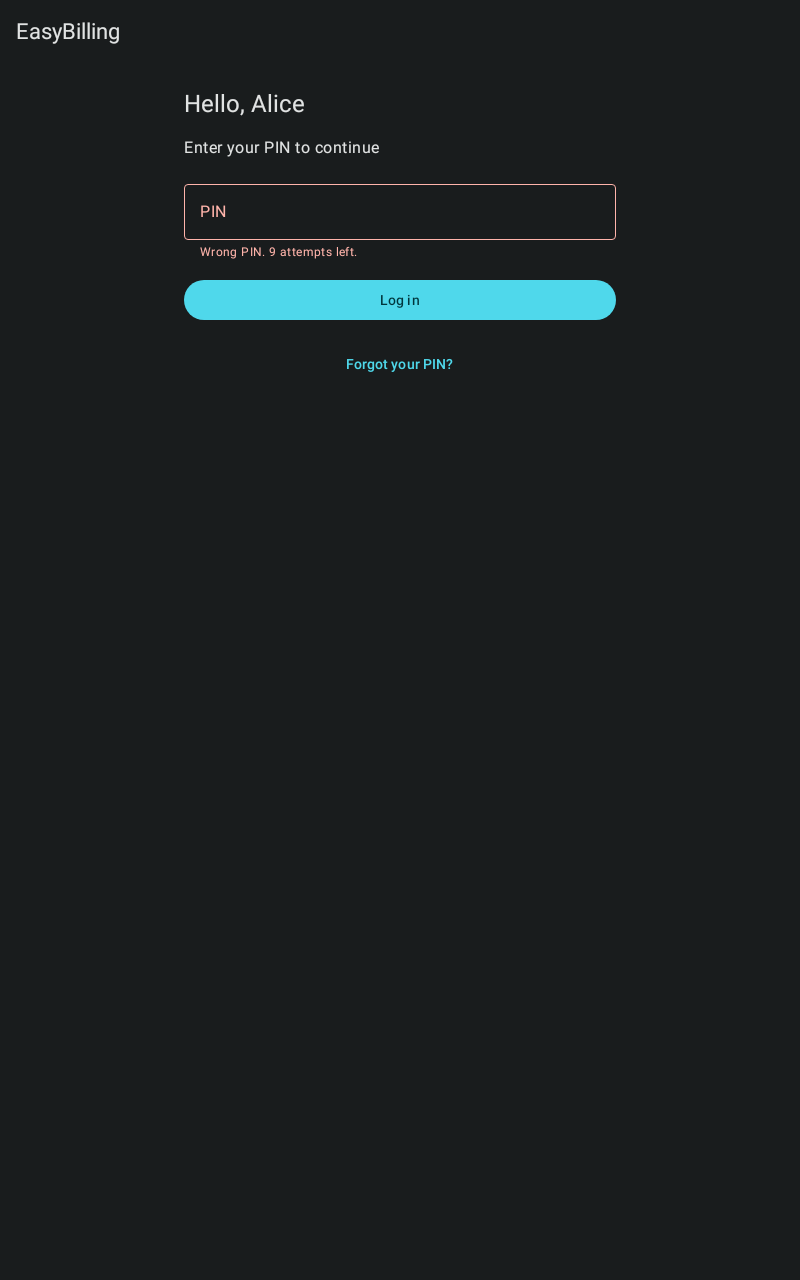 EasyBilling
Hello, Alice
Enter your PIN to continue
PIN
Wrong PIN. 9 attempts left.
Log in
Forgot your PIN?